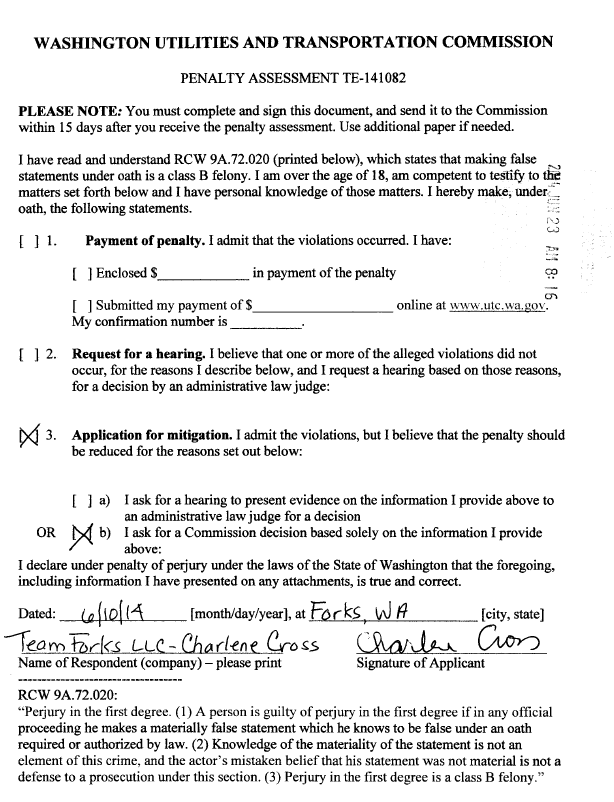 WASHINGTON UTILITIES AND TRANSPORTATION COMMISSION
PENALTY ASSESSMENT TE-141082
PLEASE NOTE: You must complete and sign this document, and send it to the Commission
within 15 days after you receive the penalty assessment. Use additional paper if needed.
I have read and understand RCW 9A.72.020 (printed below), which states that making false
statements under oath is a class B felony. I am over the age of 18, am competent to testify to the
matters set forth below and I have personal knowledge of those matters. I hereby make, under
oath, the following statements.
[ ] 1. Payment of penalty. I admit that the violations occurred. I have:
[ ] Enclosed $____________ in payment of the penalty
[ ] Submitted my payment of $__________________ online at www.utc.wa.gov.
My confirmation number is _________.
[ ] 2. Request for a hearing. I believe that one or more of the alleged violations did not
occur, for the reasons I describe below, and I request a hearing based on those reasons,
for a decision by an administrative law judge:
[X] 3. Application for mitigation. I admit the violations, but I believe that the penalty should
be reduced for the reasons set out below:
[ ] a) I ask for a hearing to present evidence on the information I provide above to
an administrative law judge for a decision
OR [X] b) I ask for a Commission decision based solely on the information I provide
above:
I declare under penalty of perjury under the laws of the State of Washington that the foregoing,
including information I have presented on any attachments, is true and correct.
Dated: 6/10/14 [month/day/year], at Forks, WA [city, state]
Team Forks LLC - Charlene Cross Charlen Cross
Name of Respondent (company) – please print Signature of Applicant
-----------------------------------
RCW 9A.72.020:
“Perjury in the first degree. (1) A person is guilty of perjury in the first degree if in any official
proceeding he makes a materially false statement which he knows to be false under an oath
required or authorized by law. (2) Knowledge of the materiality of the statement is not an
element of this crime, and the actor’s mistaken belief that his statement was not material is not a
defense to a prosecution under this section. (3) Perjury in the first degree is a class B felony.”
23 AM 8: 16